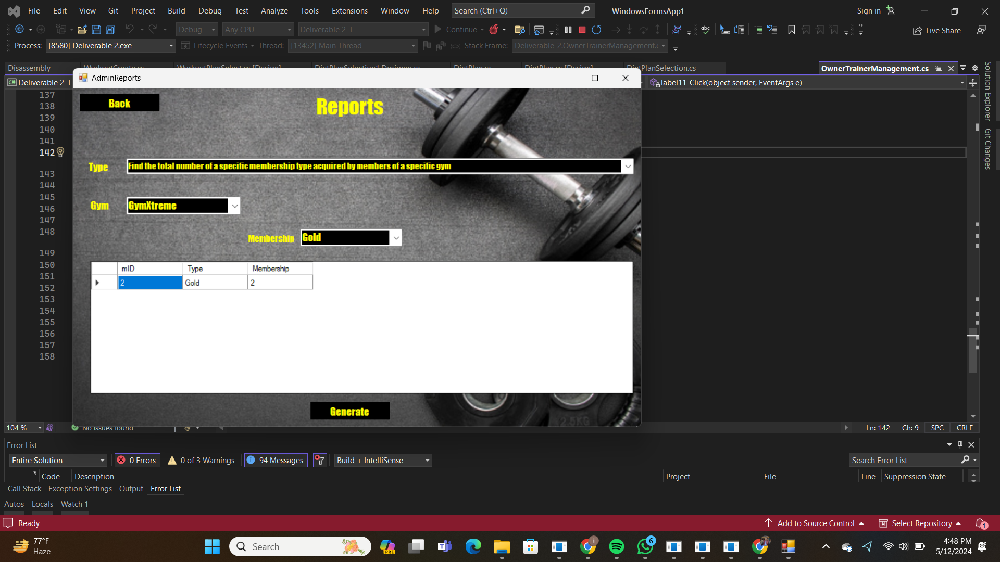 File Edit View Git Project Build Debug Test Analyze Tools Extensions Window Help Search (Ctrl+Q) WindowsFormsApp1 Sign in
Debug Any CPU Deliverable 2_T Continue Live Share
Process: [8580] Deliverable 2.exe Lifecycle Events Thread: [13452] Main Thread Stack Frame: Deliverable_2.OwnerTrainerManagement.
Disassembly WorkoutCreate.cs WorkoutPlanSelect.cs [Design] DietPlanSelection1.Designer.cs DietPlan.cs DietPlan.cs [Design] DietPlanSelection.cs OwnerTrainerManagement.cs
Deliverable 2_T label11_Click(object sender, EventArgs e)
AdminReports
Back
Reports
Type Find the total number of a specific membership type acquired by members of a specific gym
Gym GymXtreme
Membership Gold
mID Type Membership
2 Gold 2
Generate
2.5KG
137
138
139
140
141
142
143
144
145
146
147
148
149
150
151
152
153
154
155
156
157
158
Solution Explorer
Git Changes
104 % No issues found Ln: 142 Ch: 9 SPC CRLF
Error List
Entire Solution 0 Errors 0 of 3 Warnings 94 Messages Build + IntelliSense Search Error List
Code Description Project File Line Suppression State
Call Stack Exception Settings Output Error List
Autos Locals Watch 1
Ready Add to Source Control Select Repository 1
77°F
Haze
Search
PRE
6
4:48 PM
5/12/2024